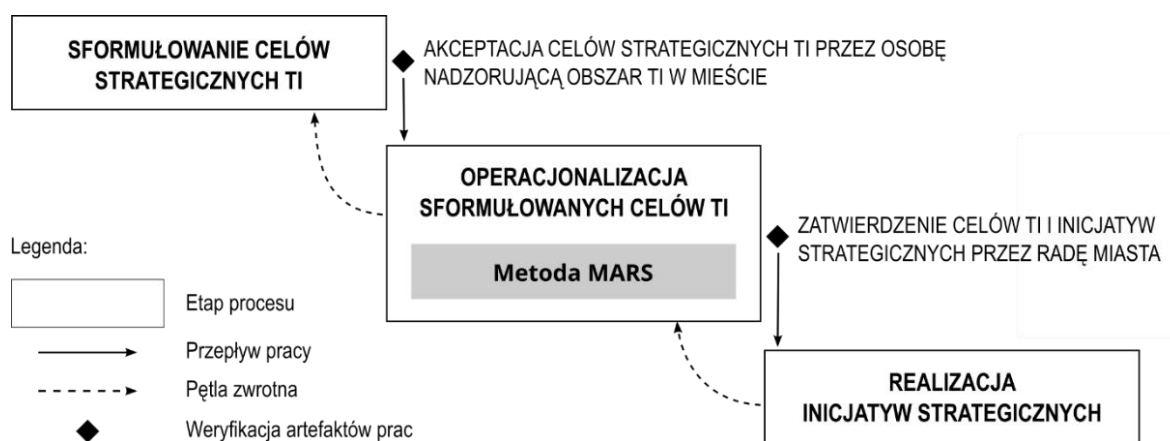 SFORMUŁOWANIE CELÓW
STRATEGICZNYCH TI
AKCEPTACJA CELÓW STRATEGICZNYCH TI PRZEZ OSOBĘ
NADZORUJĄCĄ OBSZAR TI W MIEŚCIE
OPERACJONALIZACJA
SFORMUŁOWANYCH CELÓW TI
Metoda MARS
ZATWIERDZENIE CELÓW TI I INICJATYW
STRATEGICZNYCH PRZEZ RADĘ MIASTA
Legenda:
Etap procesu
Przepływ pracy
Pętla zwrotna
Weryfikacja artefaktów prac
REALIZACJA
INICJATYW STRATEGICZNYCH